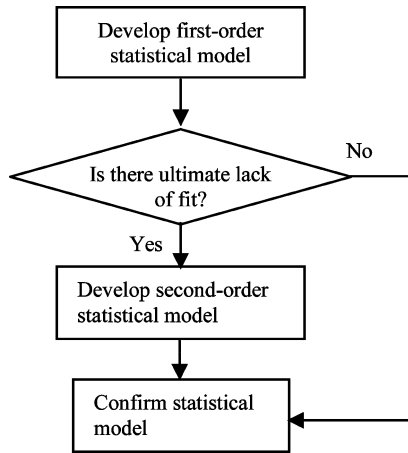 Develop first-order
statistical model
No
Is there ultimate lack
of fit?
Yes
Develop second-order
statistical model
Confirm statistical
model